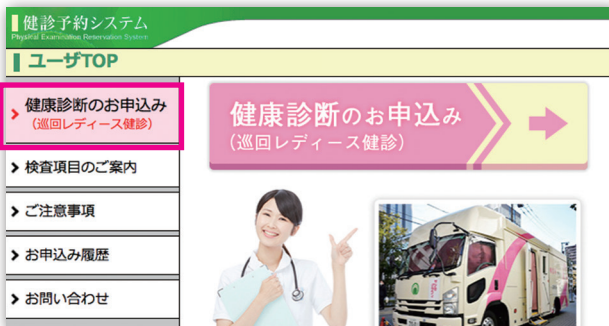 健診予約システム
Physical Examination Reservation System
ユーザTOP
健康診断のお申込み
(巡回レディース健診)
検査項目のご案内
ご注意事項
お申込み履歴
お問い合わせ
健康診断のお申込み
(巡回レディース健診)